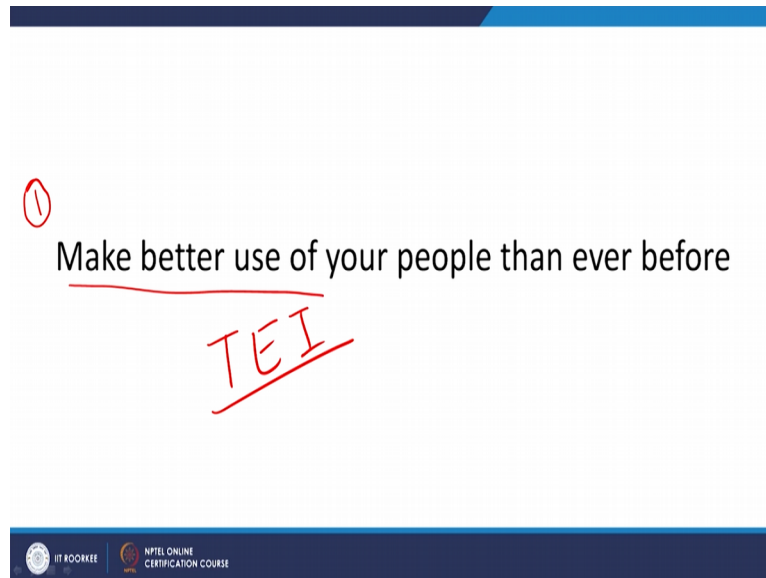 1
Make better use of your people than ever before
TEI
IIT ROORKEE
NPTEL ONLINE
CERTIFICATION COURSE